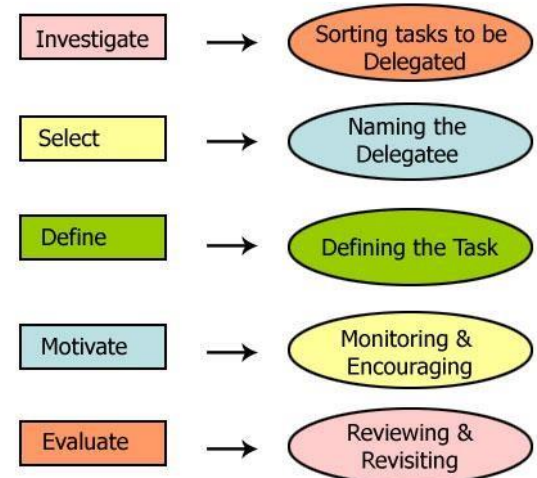 Investigate
Sorting tasks to be
Delegated
Select
Naming the
Delegatee
Define
Defining the Task
Motivate
Monitoring &
Encouraging
Evaluate
Reviewing &
Revisiting